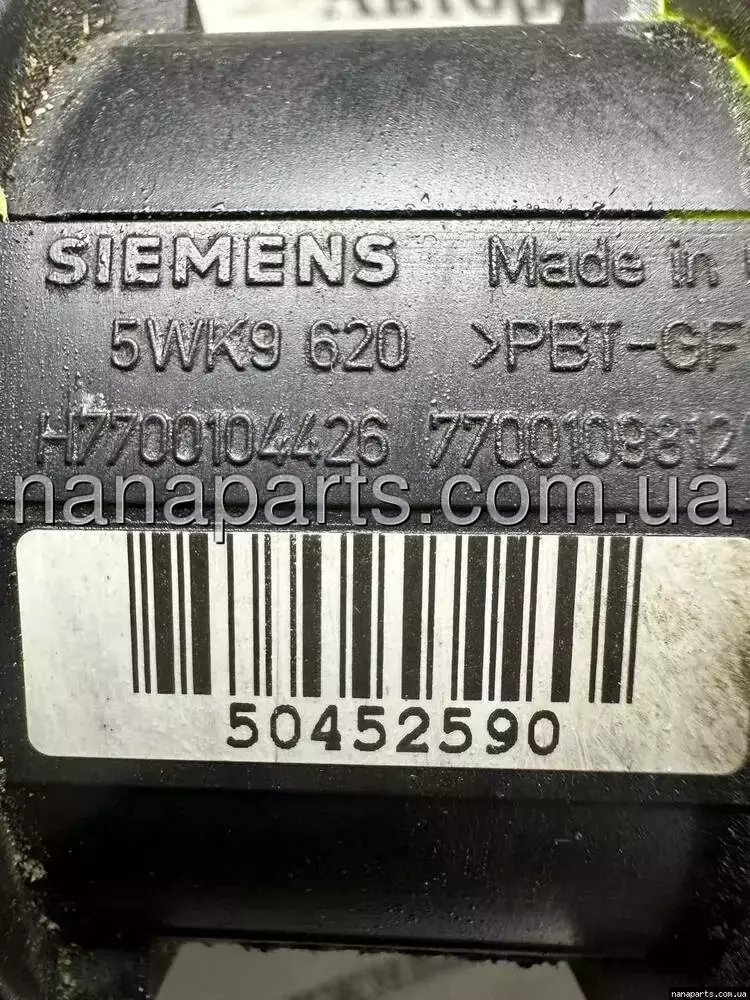 SIEMENS Made in
5WK9 620 >PBT-GF
H7700104426 7700109812
nanaparts.com.ua
50452590
nanaparts.com.ua